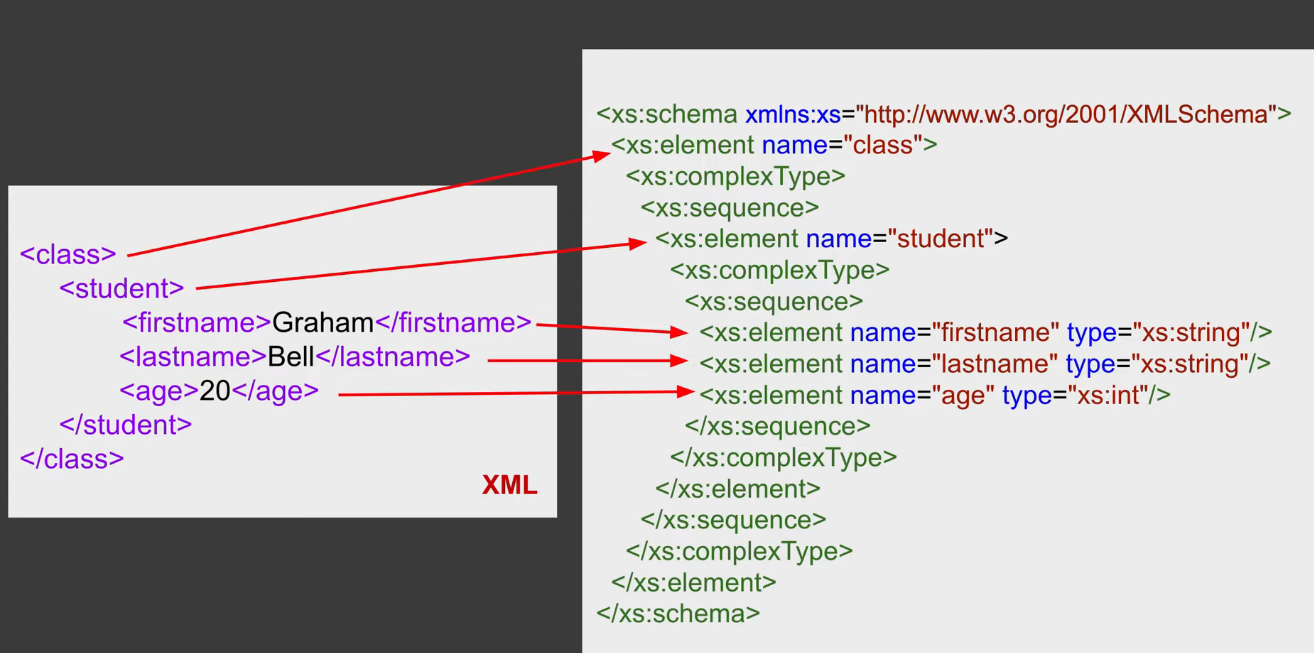 <class>
<student>
<firstname>Graham</firstname>
<lastname>Bell</lastname>
<age>20</age>
</student>
</class>
XML
<xs:schema xmlns:xs="http://www.w3.org/2001/XMLSchema">
<xs:element name="class">
<xs:complexType>
<xs:sequence>
<xs:element name="student">
<xs:complexType>
<xs:sequence>
<xs:element name="firstname" type="xs:string"/>
<xs:element name="lastname" type="xs:string"/>
<xs:element name="age" type="xs:int"/>
</xs:sequence>
</xs:complexType>
</xs:element>
</xs:sequence>
</xs:complexType>
</xs:element>
</xs:schema>